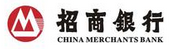 招商银行
CHINA MERCHANTS BANK